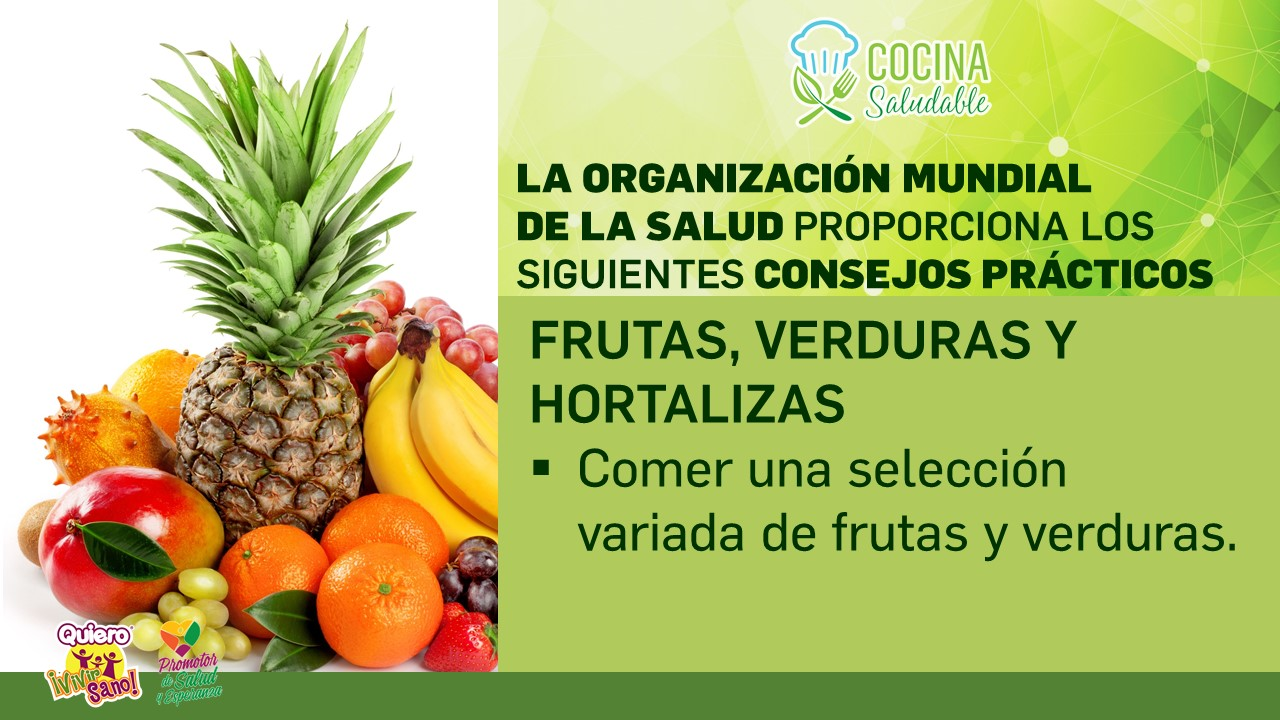 COCINA
Saludable
LA ORGANIZACIÓN MUNDIAL
DE LA SALUD PROPORCIONA LOS
SIGUIENTES CONSEJOS PRÁCTICOS
FRUTAS, VERDURAS Y
HORTALIZAS
▪ Comer una selección
variada de frutas y verduras.
Quiero
¡Vivir
Sano!
Promotor
de Salud
y Esperanza